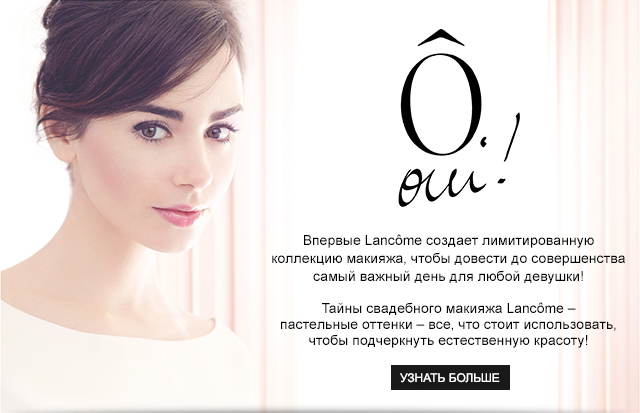 Ô,
oui!
Впервые Lancôme создает лимитированную
коллекцию макияжа, чтобы довести до совершенства
самый важный день для любой девушки!
Тайны свадебного макияжа Lancôme –
пастельные оттенки – все, что стоит использовать,
чтобы подчеркнуть естественную красоту!
УЗНАТЬ БОЛЬШЕ